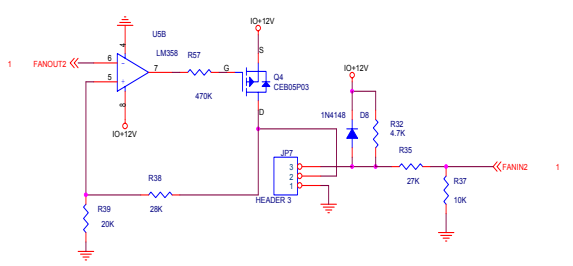 U5B
LM358
IO+12V
1 FANOUT2
6
5
4
8
7
IO+12V
R57
470K
G
S
D
Q4
CEB05P03
IO+12V
1N4148
D8
R32
4.7K
JP7
3
2
1
HEADER 3
R35
27K
FANIN2 1
R37
10K
R38
28K
R39
20K